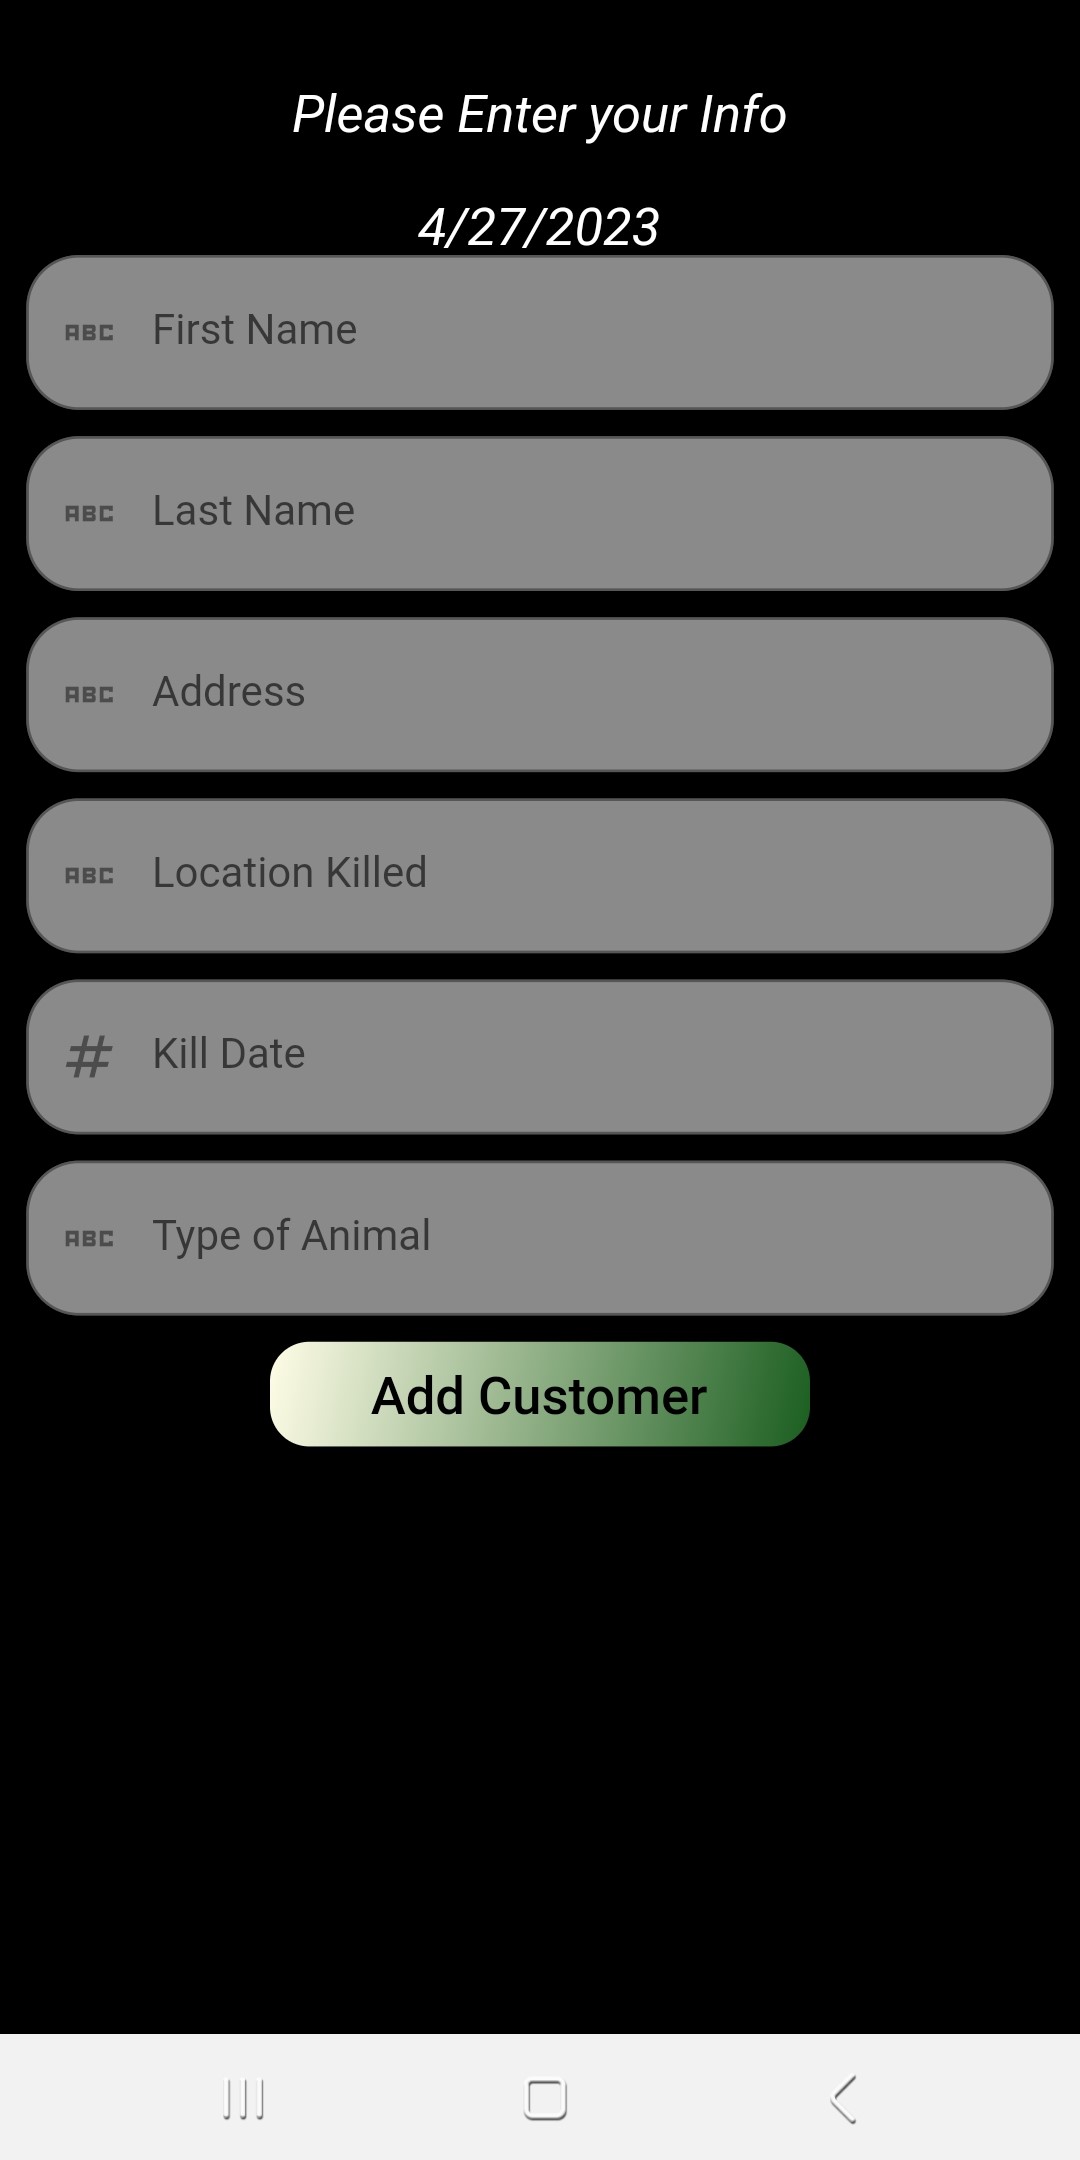 Please Enter your Info
4/27/2023
ABC First Name
ABC Last Name
ABC Address
ABC Location Killed
# Kill Date
ABC Type of Animal
Add Customer